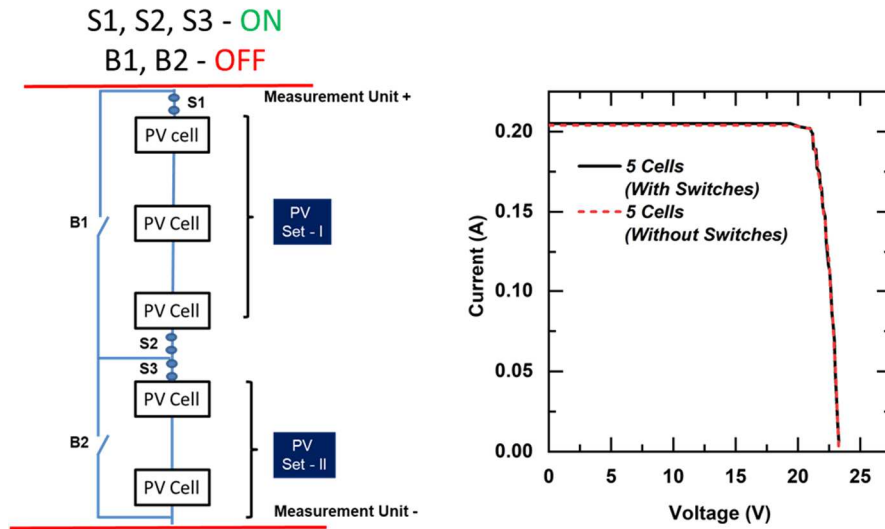 S1, S2, S3 - ON
B1, B2 - OFF
Measurement Unit +
S1
PV cell
B1
PV Cell
PV
Set - I
PV Cell
S2
S3
PV Cell
B2
PV
Set - II
PV Cell
Measurement Unit -
0.20
0.15
0.10
0.05
0.00
Current (A)
5 Cells
(With Switches)
5 Cells
(Without Switches)
0
5
10
15
20
25
Voltage (V)